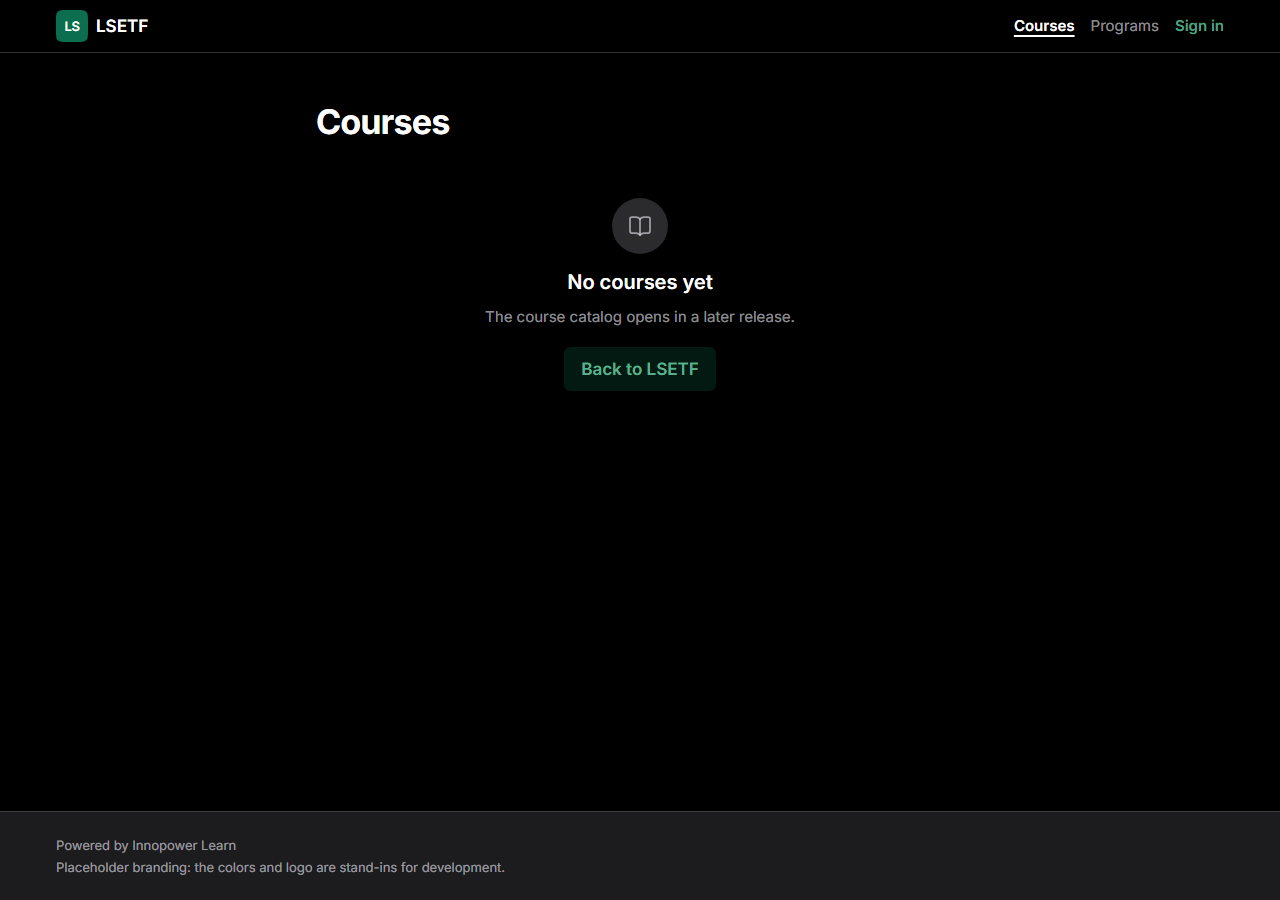 LS LSETF
Courses Programs Sign in
Courses
No courses yet
The course catalog opens in a later release.
Back to LSETF
Powered by Innopower Learn
Placeholder branding: the colors and logo are stand-ins for development.